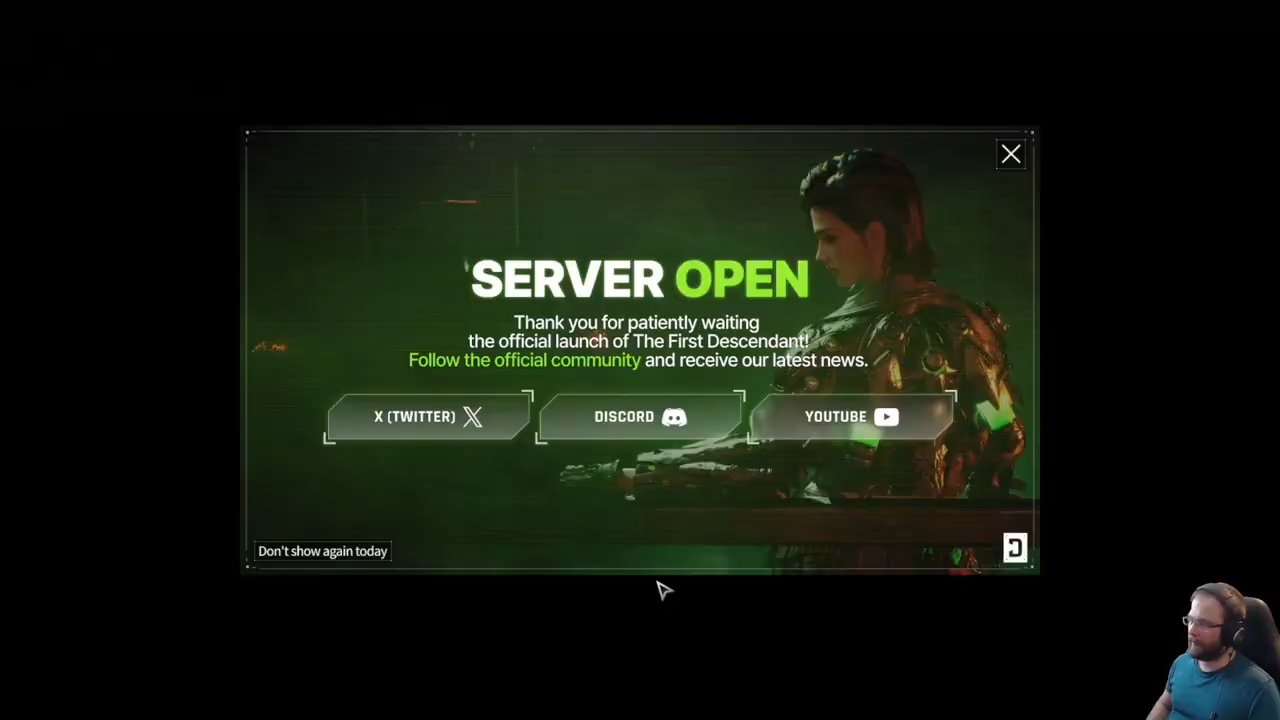 SERVER OPEN
Thank you for patiently waiting
the official launch of The First Descendant!
Follow the official community and receive our latest news.
X (TWITTER)
DISCORD
YOUTUBE
Don't show again today